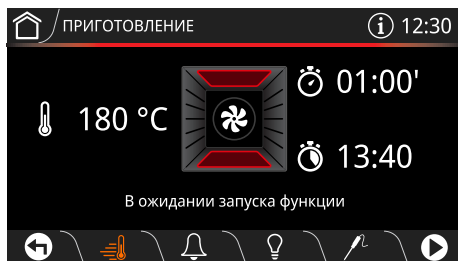 ПРИГОТОВЛЕНИЕ
i 12:30
01:00'
180 °C
13:40
В ожидании запуска функции